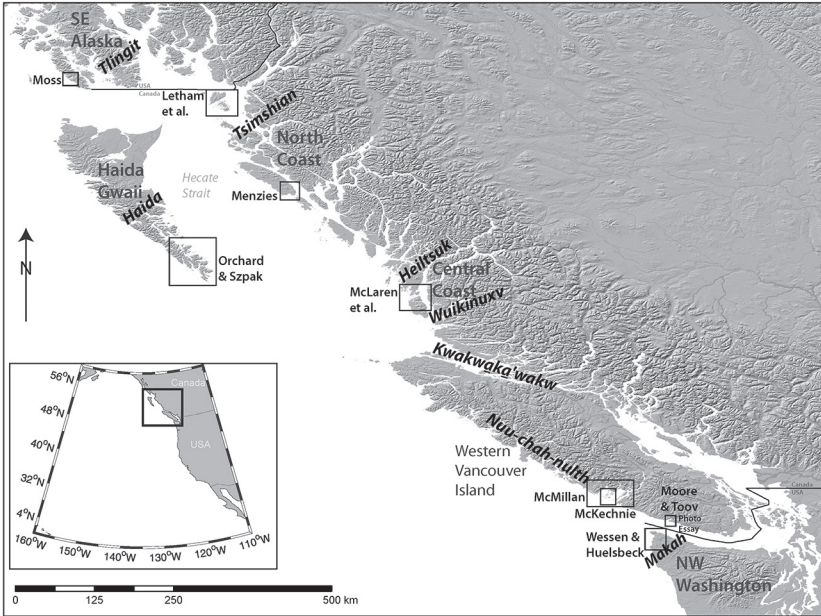 SE
Alaska
Tlingit
Moss
USA
Canada
Letham
et al.
Tsimshian
North
Coast
Haida
Gwaii
Hecate
Strait
Haida
Menzies
N
Orchard
& Szpak
Heiltsuk
Central
Coast
McLaren
et al.
Wuikinuxv
Kwakwa̱ka̱'wakw
Nuu-chah-nulth
Western
Vancouver
Island
McMillan
McKechnie
Moore
& Toov
Photo
Essay
Canada
USA
Wessen &
Huelsbeck
Makah
NW
Washington
56°N
48°N
40°N
32°N
4°N
160°W
150°W
140°W
130°W
120°W
110°W
Canada
USA
0
125
250
500 km